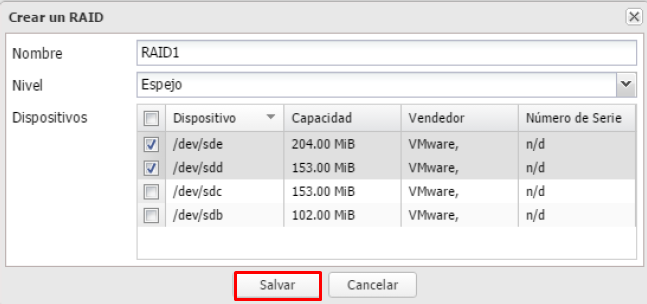 Crear un RAID
Nombre RAID1
Nivel Espejo
Dispositivos Dispositivo Capacidad Vendedor Número de Serie
/dev/sde 204.00 MiB VMware, n/d
/dev/sdd 153.00 MiB VMware, n/d
/dev/sdc 153.00 MiB VMware, n/d
/dev/sdb 102.00 MiB VMware, n/d
Salvar Cancelar